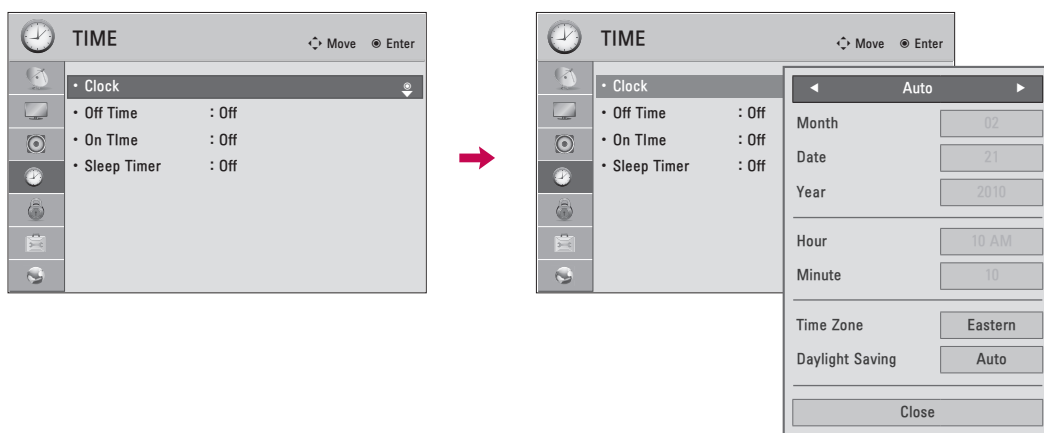 TIME
Move Enter
• Clock
• Off Time : Off
• On TIme : Off
• Sleep Timer : Off
TIME
Move Enter
• Clock
• Off Time : Off
• On TIme : Off
• Sleep Timer : Off
◄ Auto ►
Month 02
Date 21
Year 2010
Hour 10 AM
Minute 10
Time Zone Eastern
Daylight Saving Auto
Close